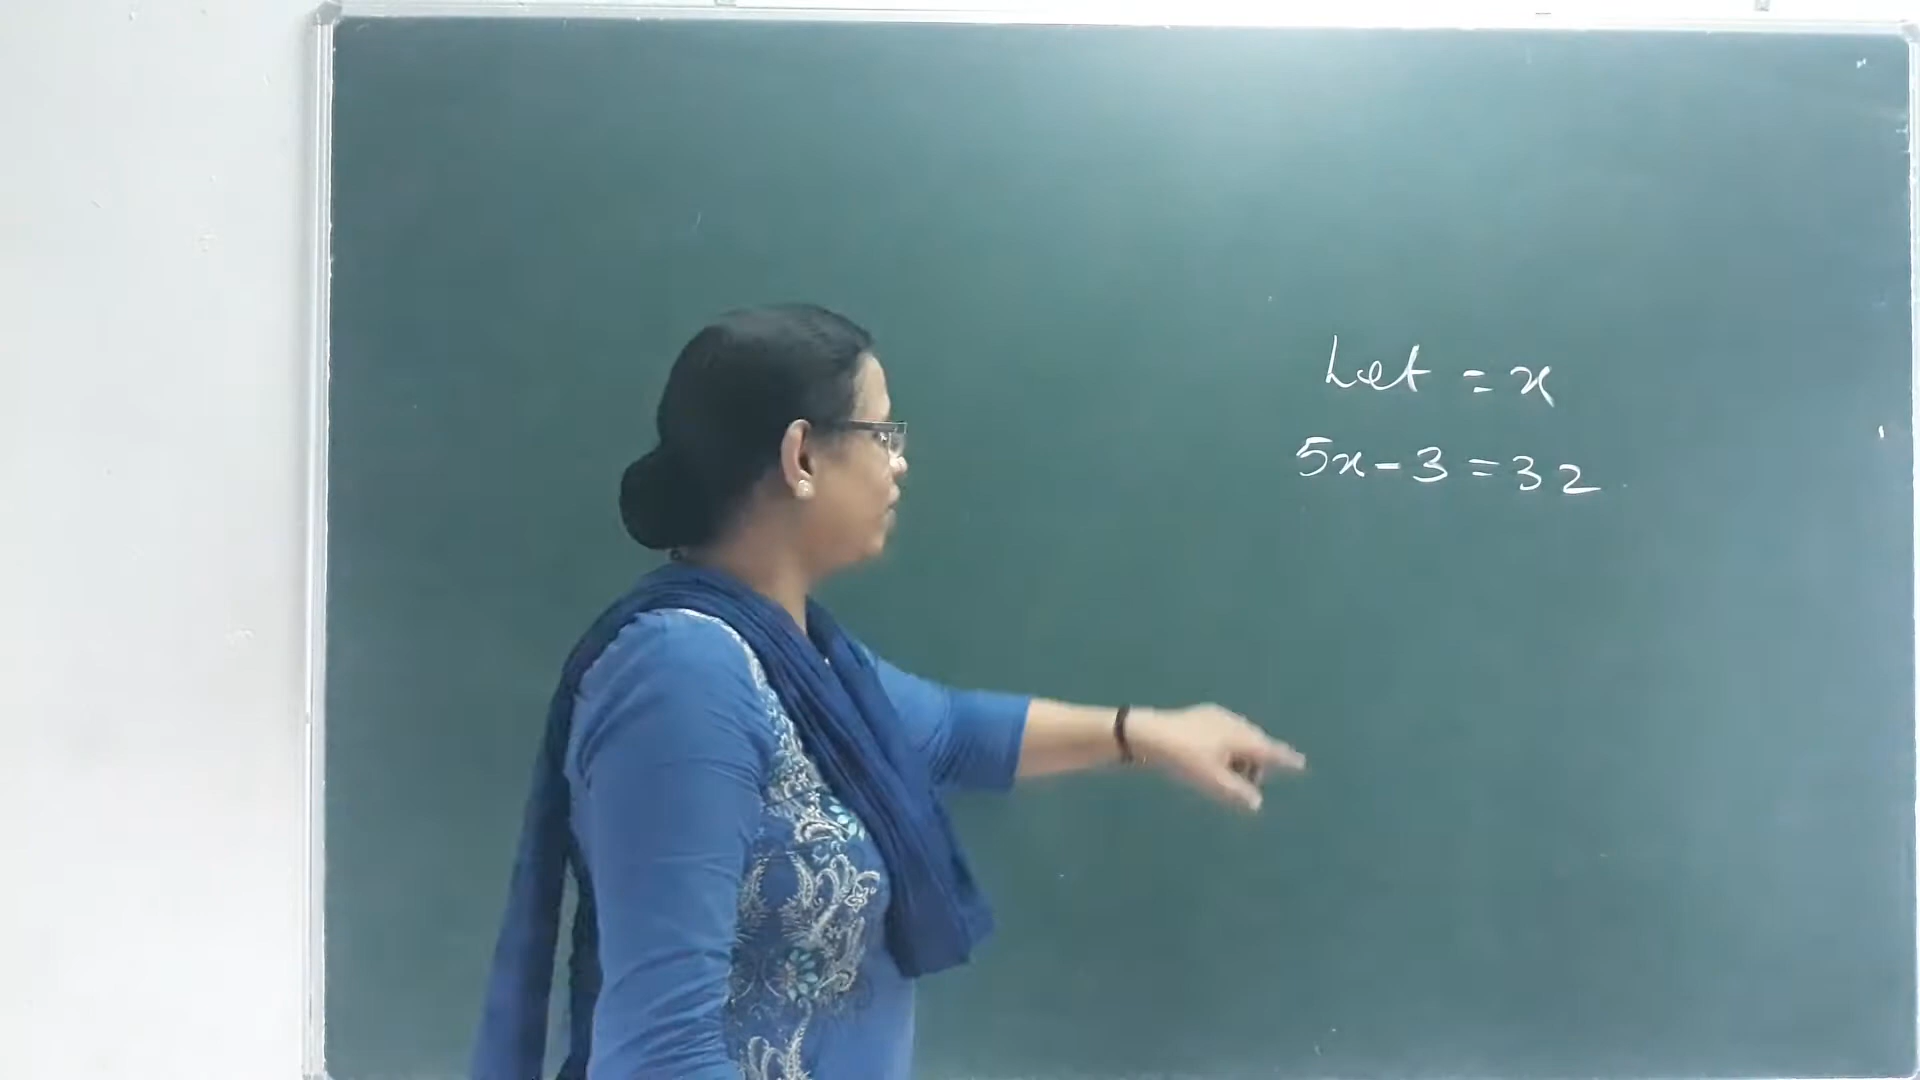 Let = x
5x - 3 = 32